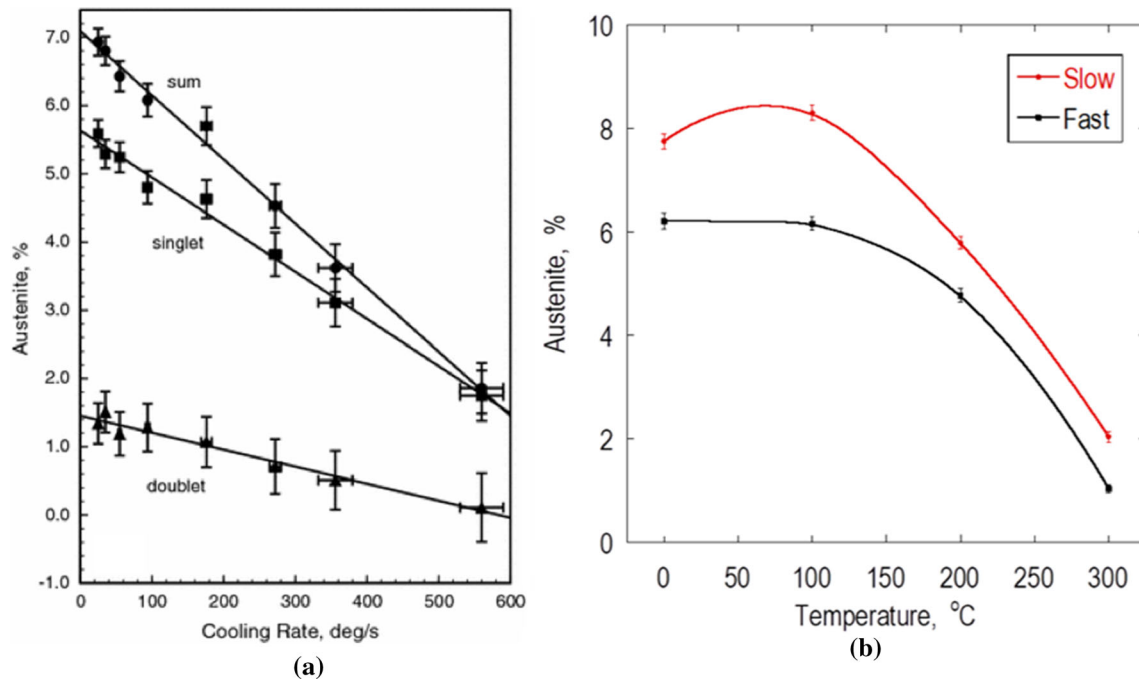 7.0
6.0
5.0
4.0
3.0
2.0
1.0
0.0
-1.0
Austenite, %
sum
singlet
doublet
0 100 200 300 400 500 600
Cooling Rate, deg/s
(a)
10
8
6
4
2
0
Austenite, %
Slow
Fast
0 50 100 150 200 250 300
Temperature, °C
(b)